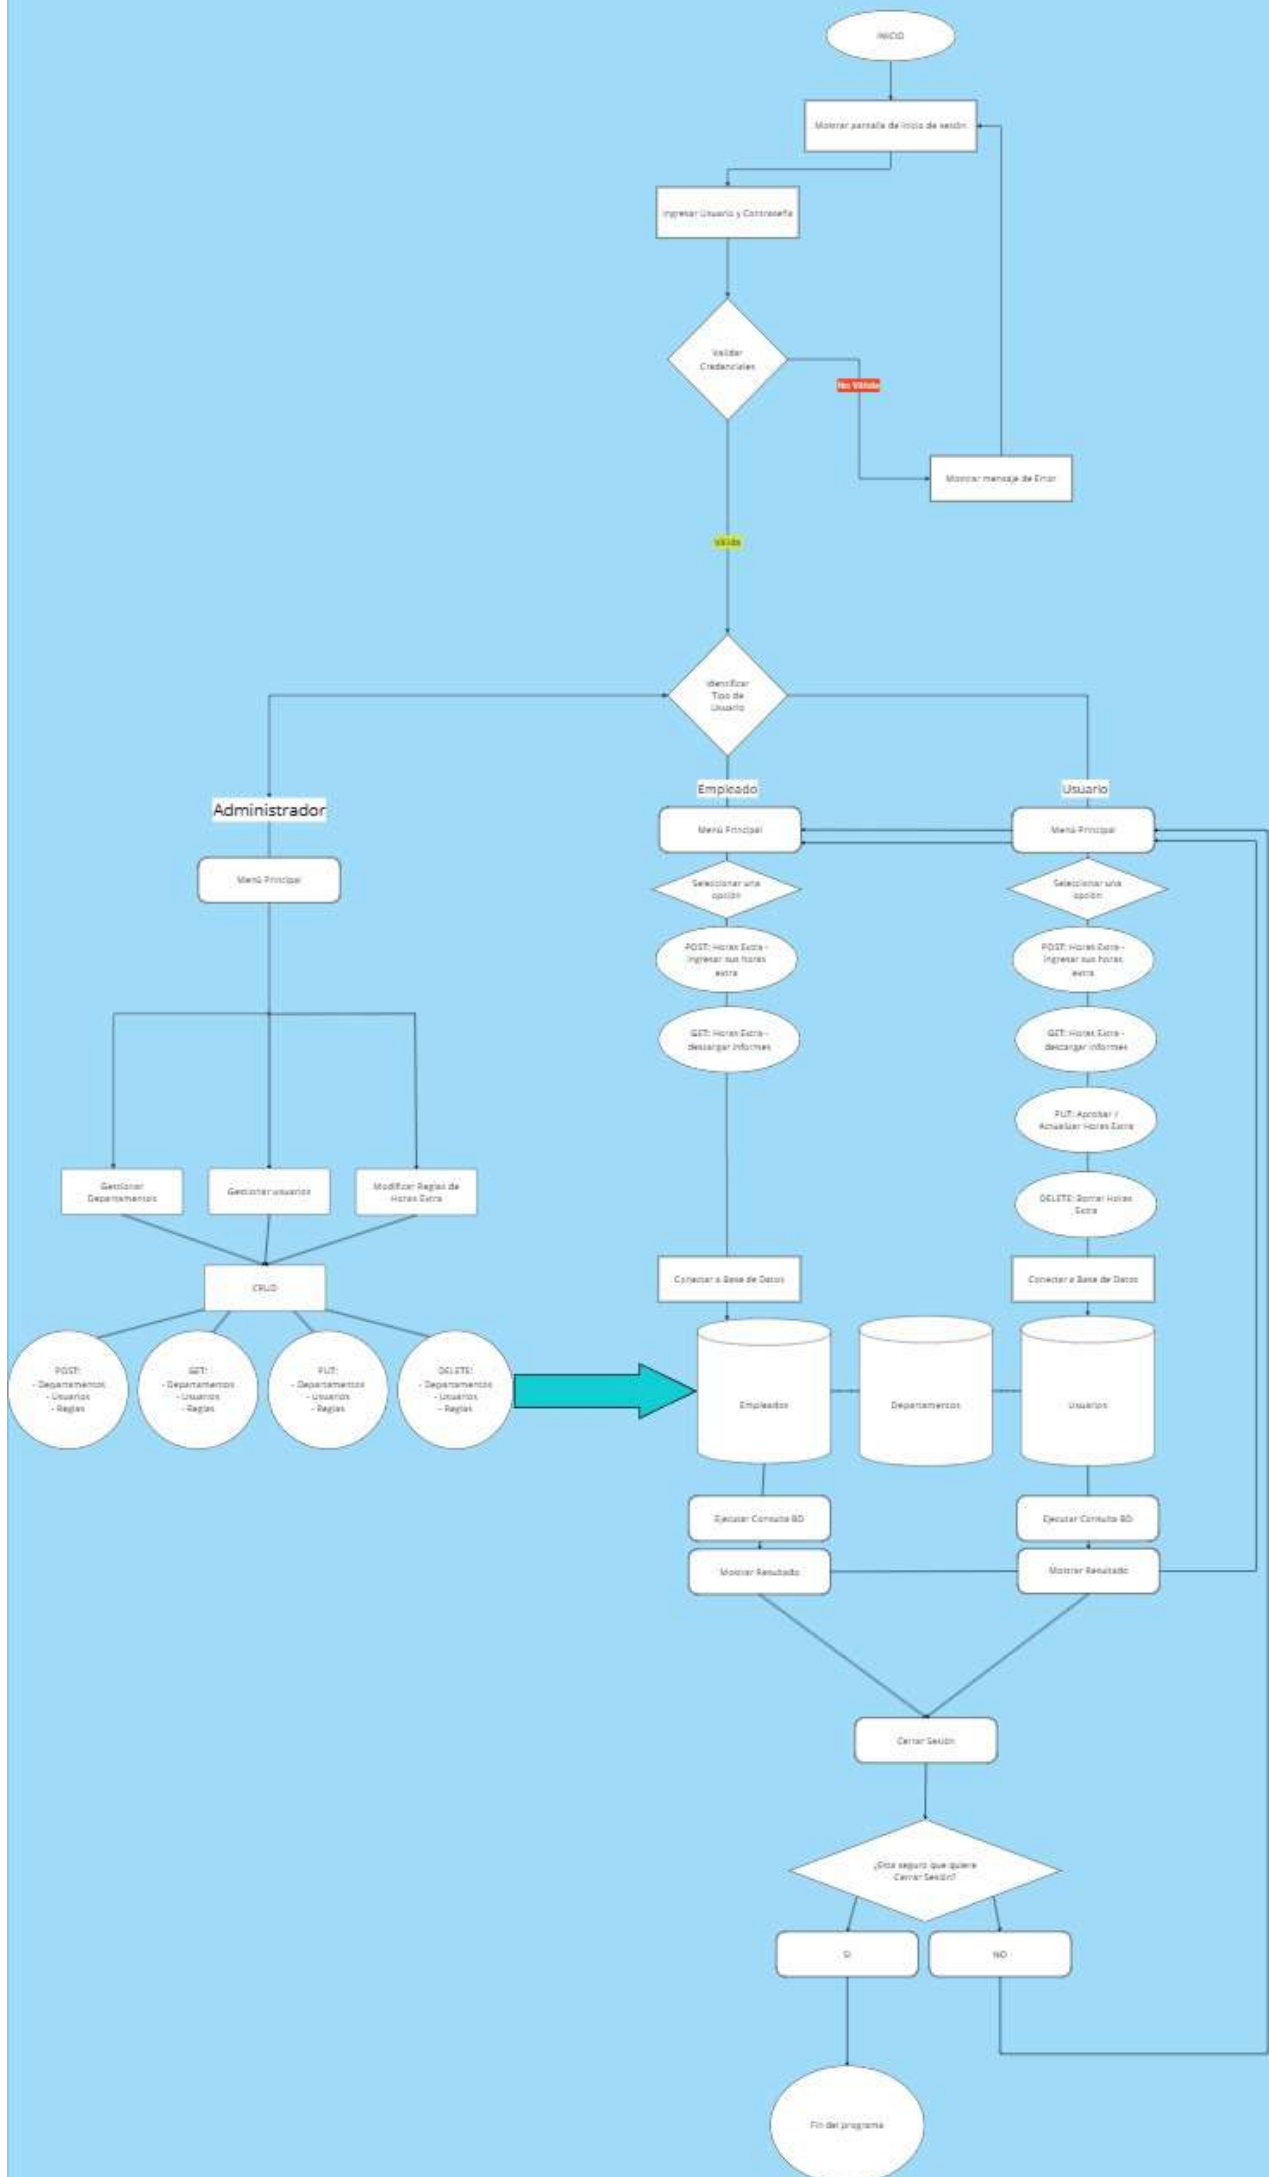 INICIO
Mostrar pantalla de inicio de sesión
Ingresar Usuario y Contraseña
Validar
Credenciales
No Válido
Mostrar mensaje de Error
Válido
Identificar
Tipo de
Usuario
Administrador
Empleado
Usuario
Menú Principal
Menú Principal
Menú Principal
Seleccionar una
opción
Seleccionar una
opción
POST: Horas Extra -
Ingresar sus horas
extra
POST: Horas Extra -
Ingresar sus horas
extra
GET: Horas Extra -
descargar informes
GET: Horas Extra -
descargar informes
PUT: Aprobar /
Actualizar Horas Extra
DELETE: Borrar Horas
Extra
Gestionar
Departamentos
Gestionar usuarios
Modificar Reglas de
Horas Extra
CRUD
Conectar a Base de Datos
Conectar a Base de Datos
POST:
- Departamentos
- Usuarios
- Reglas
GET:
- Departamentos
- Usuarios
- Reglas
PUT:
- Departamentos
- Usuarios
- Reglas
DELETE:
- Departamentos
- Usuarios
- Reglas
Empleados
Departamentos
Usuarios
Ejecutar Consulta BD
Ejecutar Consulta BD
Mostrar Resultado
Mostrar Resultado
Cerrar Sesión
¿Esta seguro que quiere
Cerrar Sesión?
SI
NO
Fin del programa